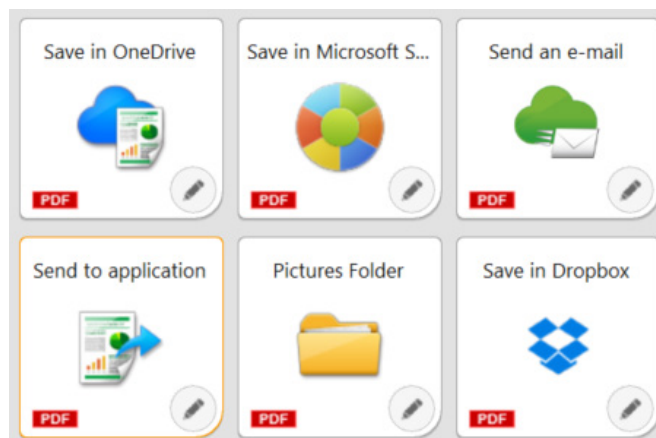 Save in OneDrive
Save in Microsoft S...
Send an e-mail
PDF
PDF
PDF
Send to application
Pictures Folder
Save in Dropbox
PDF
PDF
PDF